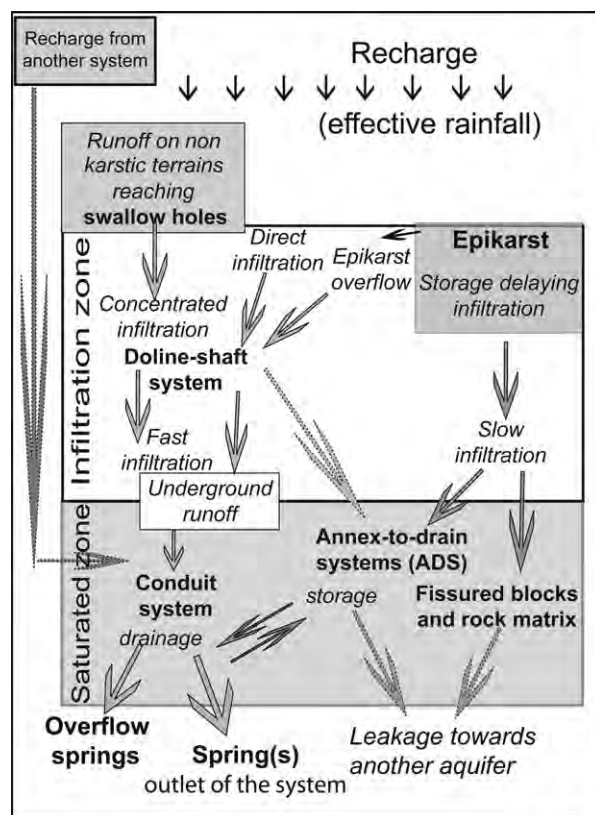 Recharge from
another system
Recharge
(effective rainfall)
Runoff on non
karstic terrains
reaching
swallow holes
Infiltration zone
Direct
infiltration
Epikarst
overflow
Epikarst
Storage delaying
infiltration
Concentrated
infiltration
Doline-shaft
system
Fast
infiltration
Slow
infiltration
Underground
runoff
Saturated zone
Annex-to-drain
systems (ADS)
storage
Conduit
system
drainage
Fissured blocks
and rock matrix
Overflow
springs
Spring(s)
outlet of the system
Leakage towards
another aquifer